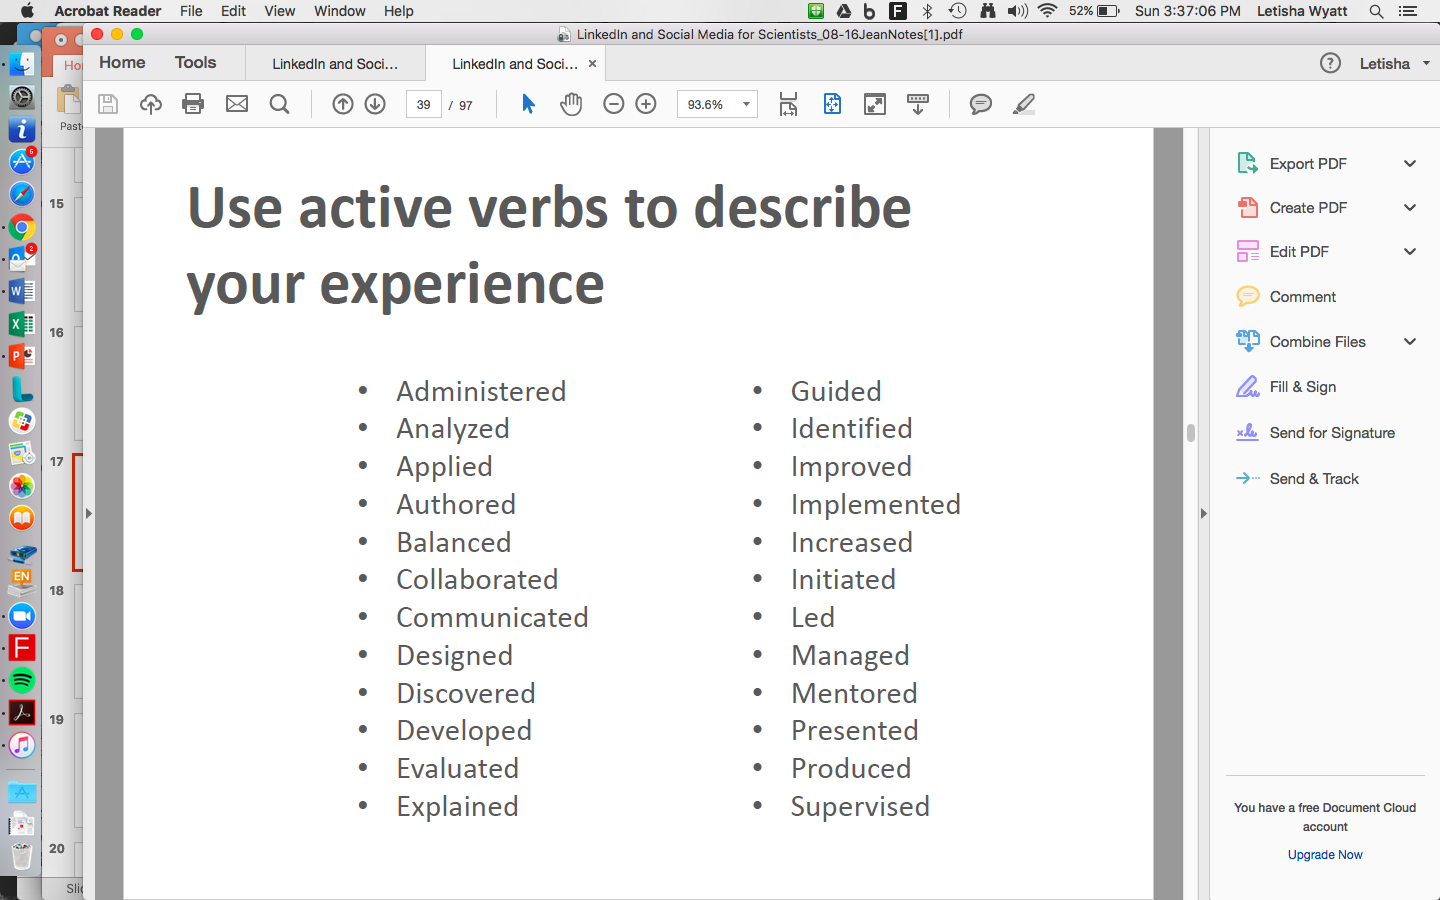 Acrobat Reader File Edit View Window Help 52% Sun 3:37:06 PM Letisha Wyatt
LinkedIn and Social Media for Scientists_08-16JeanNotes[1].pdf
Home Tools LinkedIn and Soci... LinkedIn and Soci... × Letisha
39 / 97 93.6%
Past
15
16
17
18
19
20
Use active verbs to describe
your experience
• Administered
• Analyzed
• Applied
• Authored
• Balanced
• Collaborated
• Communicated
• Designed
• Discovered
• Developed
• Evaluated
• Explained
• Guided
• Identified
• Improved
• Implemented
• Increased
• Initiated
• Led
• Managed
• Mentored
• Presented
• Produced
• Supervised
Export PDF
Create PDF
Edit PDF
Comment
Combine Files
Fill & Sign
Send for Signature
Send & Track
You have a free Document Cloud
account
Upgrade Now